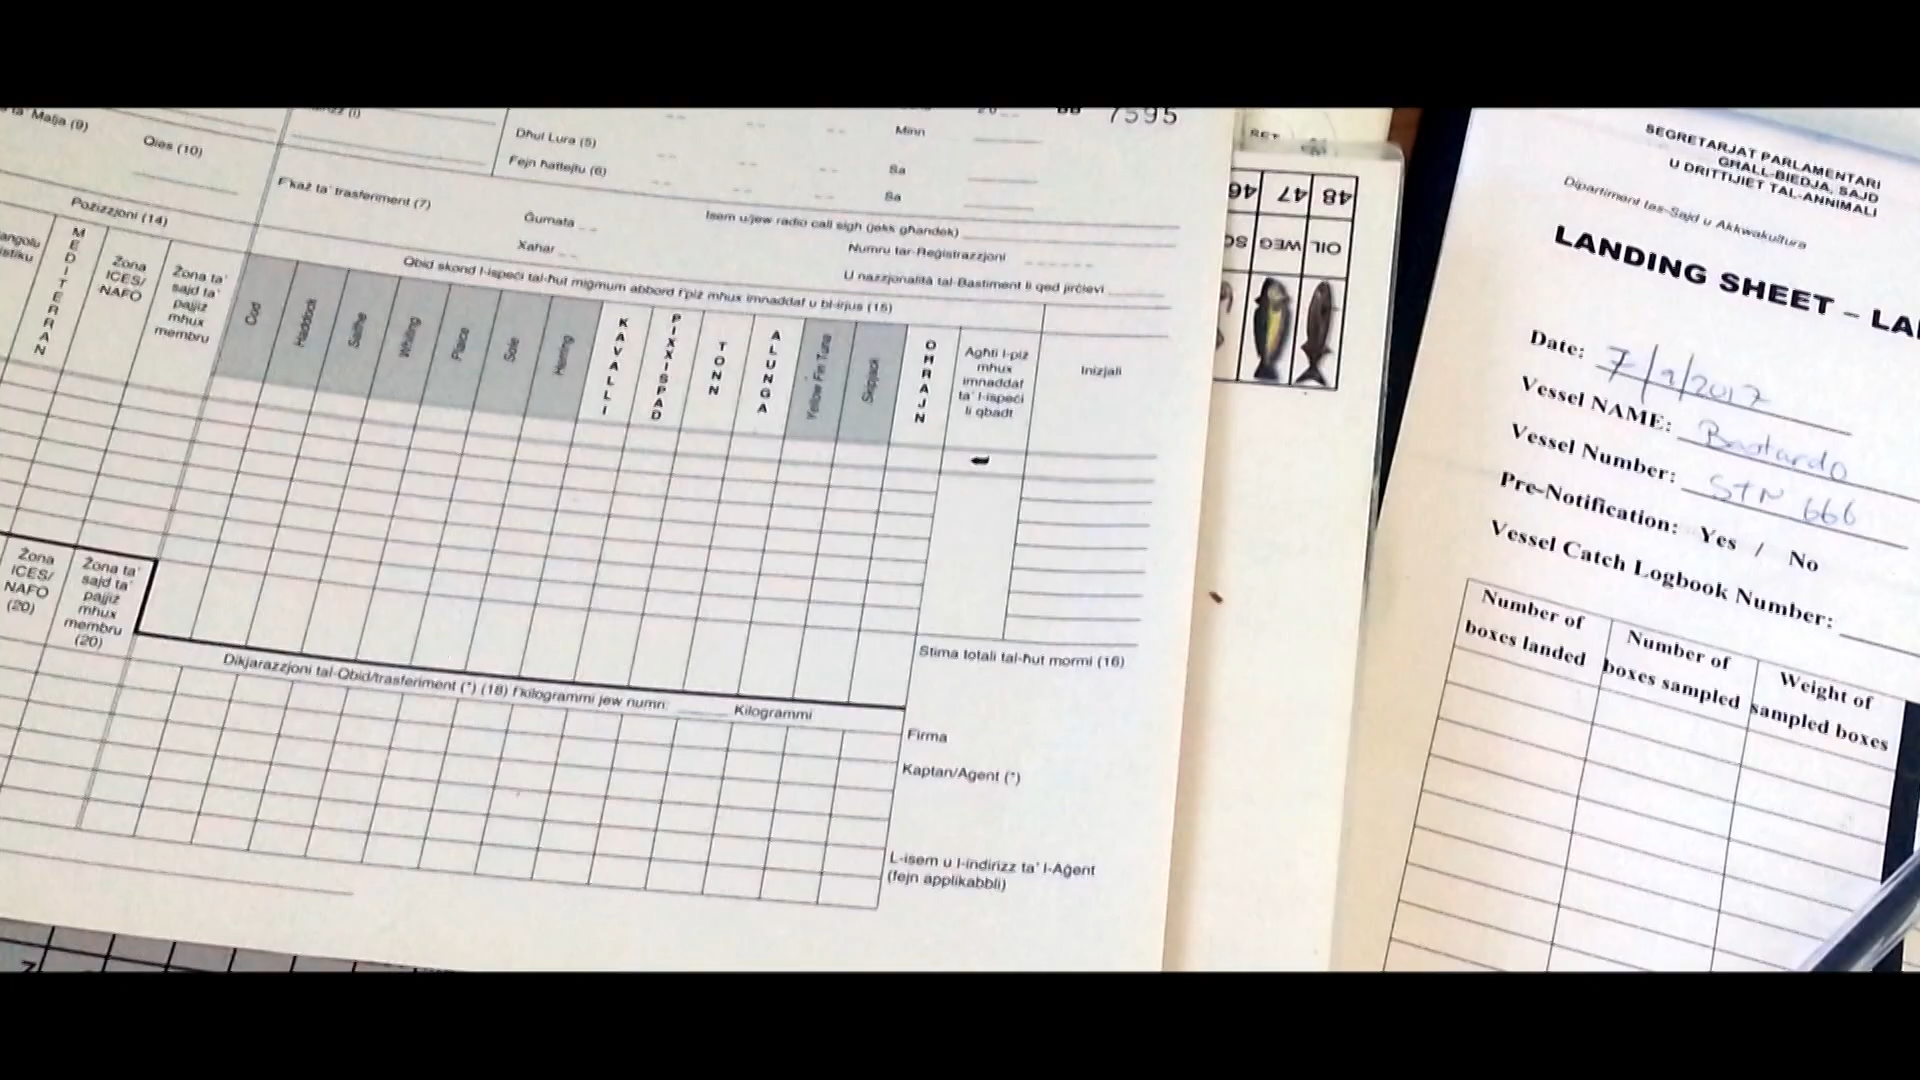 ta' Malja (9)
Qies (10)
Dħul Lura (5)
Fejn ħattejtu (6)
Minn
Sa
Sa
7595
F'każ ta' trasferiment (7)
Ġurnata
Xahar
Isem u/jew radio call sigh (jekk għandek)
Numru tar-Reġistrazzjoni
U nazzjonalità tal-Bastiment li qed jirċievi
Pożizzjoni (14)
MEDITERRAN
Żona
ICES/
NAFO
Żona ta'
sajd ta'
pajjiż
mhux
membru
Qbid skond l-ispeċi tal-ħut miġmum abbord f'piż mhux imnaddaf u bl-irjus (15)
Cod
Haddock
Saithe
Whiting
Plaice
Sole
Herring
KAVALLI
PIXXISPAD
TONN
ALUNGA
Yellow Fin Tuna
Skipjack
OĦRAJN
Agħti l-piż
mhux
imnaddaf
ta' l-ispeċi
li qbadt
Inizjali
Żona
ICES/
NAFO
(20)
Żona ta'
sajd ta'
pajjiż
mhux
membru
(20)
Stima totali tal-ħut mormi (16)
Dikjarazzjoni tal-Qbid/trasferiment (*) (18) f'kilogrammi jew numri: Kilogrammi
Firma
Kaptan/Aġent (*)
L-isem u l-indirizz ta' l-Aġent
(fejn applikabbli)
46 47 48
WEG OIL
SEGRETARJAT PARLAMENTARI
GĦALL-BIEDJA, SAJD
U DRITTIJIET TAL-ANNIMALI
Dipartiment tas-Sajd u Akkwakultura
LANDING SHEET – LA
Date: 7/9/2017
Vessel NAME: Bastardo
Vessel Number: STN 666
Pre-Notification: Yes / No
Vessel Catch Logbook Number:
Number of
boxes landed
Number of
boxes sampled
Weight of
sampled boxes